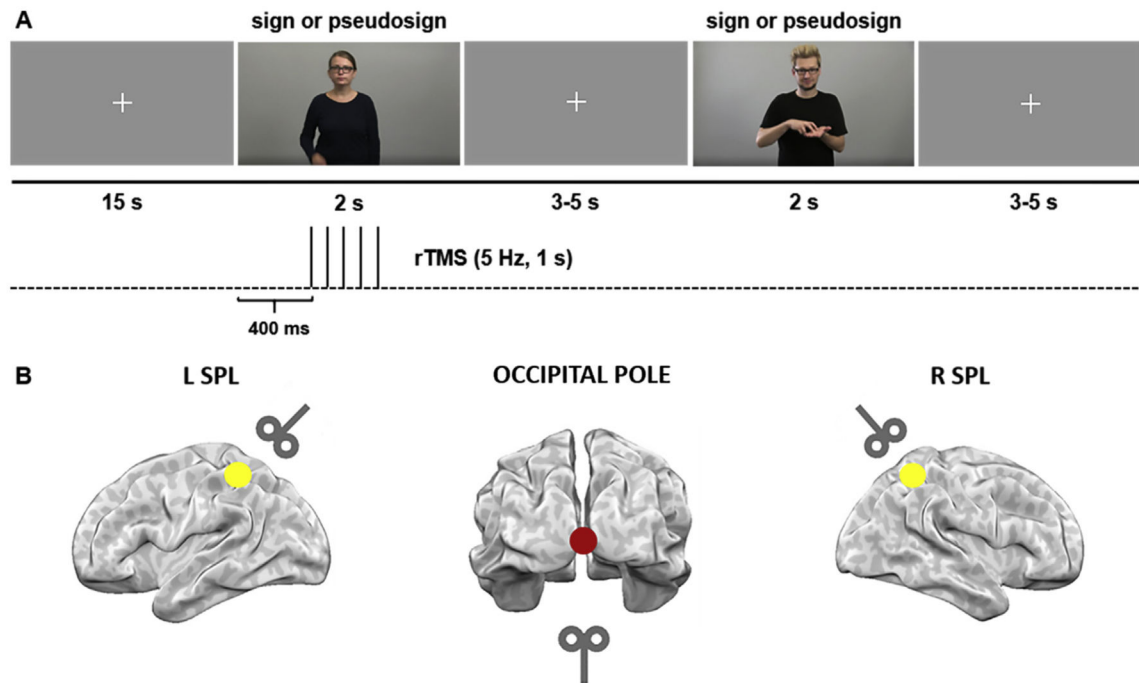 A
sign or pseudosign
sign or pseudosign
15 s
2 s
3-5 s
2 s
3-5 s
rTMS (5 Hz, 1 s)
400 ms
B
L SPL
OCCIPITAL POLE
R SPL